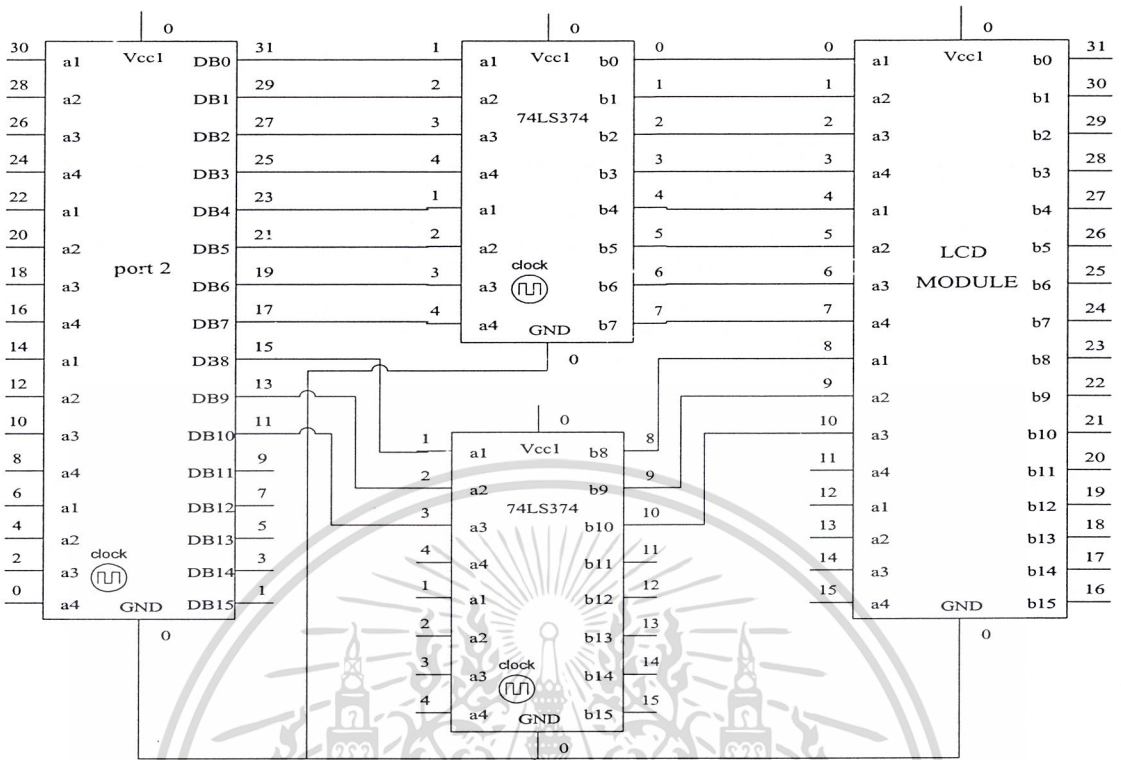 0
0
0
30 a1 Vcc1 DB0 31
28 a2 DB1 29
26 a3 DB2 27
24 a4 DB3 25
22 a1 DB4 23
20 a2 DB5 21
port 2
18 a3 DB6 19
16 a4 DB7 17
14 a1 DB8 15
12 a2 DB9 13
10 a3 DB10 11
8 a4 DB11 9
6 a1 DB12 7
4 a2 DB13 5
clock
2 a3 DB14 3
0 a4 GND DB15 1
0
1 a1 Vcc1 b0 0
2 a2 b1 1
74LS374
3 a3 b2 2
4 a4 b3 3
1 a1 b4 4
2 a2 b5 5
clock
3 a3 b6 6
4 a4 b7 7
GND
0
0
1 a1 Vcc1 b8 8
2 a2 b9 9
74LS374
3 a3 b10 10
4 a4 b11 11
1 a1 b12 12
2 a2 b13 13
clock
3 a3 b14 14
4 a4 b15 15
GND
0
0 a1 Vcc1 b0 31
1 a2 b1 30
2 a3 b2 29
3 a4 b3 28
4 a1 b4 27
5 a2 b5 26
LCD
MODULE
6 a3 b6 25
7 a4 b7 24
8 a1 b8 23
9 a2 b9 22
10 a3 b10 21
11 a4 b11 20
12 a1 b12 19
13 a2 b13 18
14 a3 b14 17
15 a4 GND b15 16
0